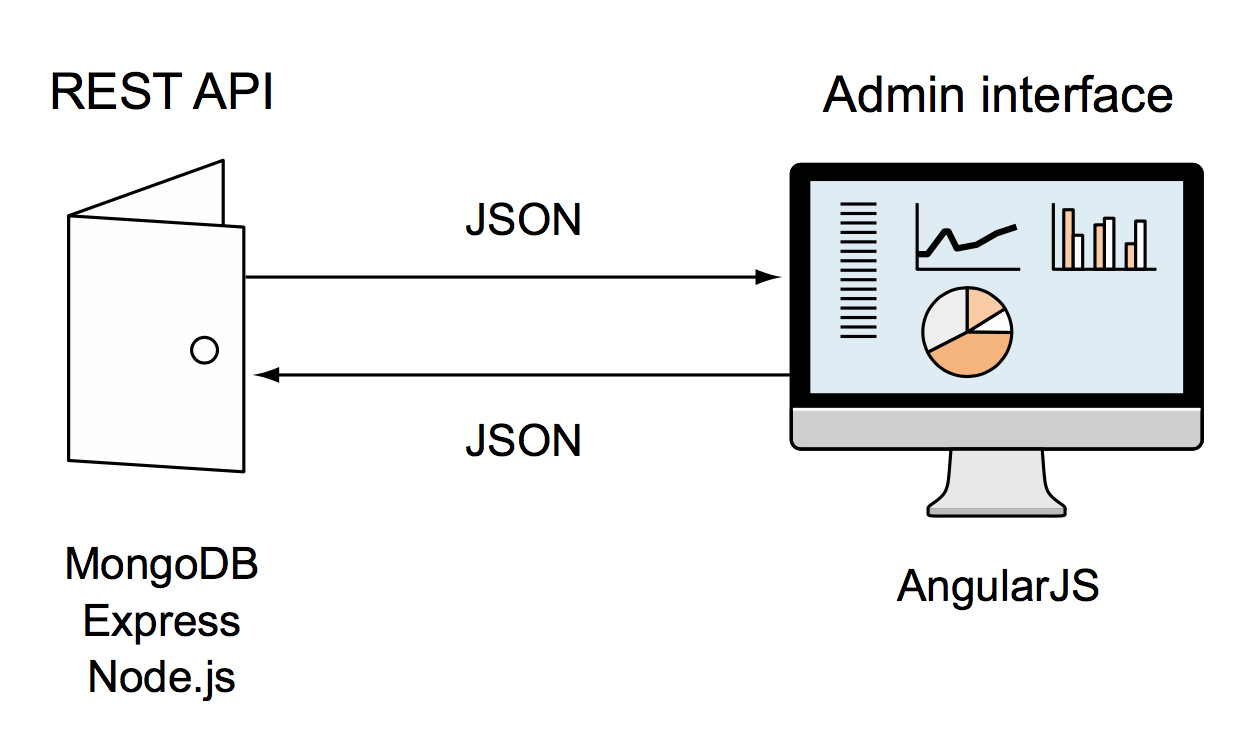 REST API
Admin interface
JSON
JSON
MongoDB
Express
Node.js
AngularJS